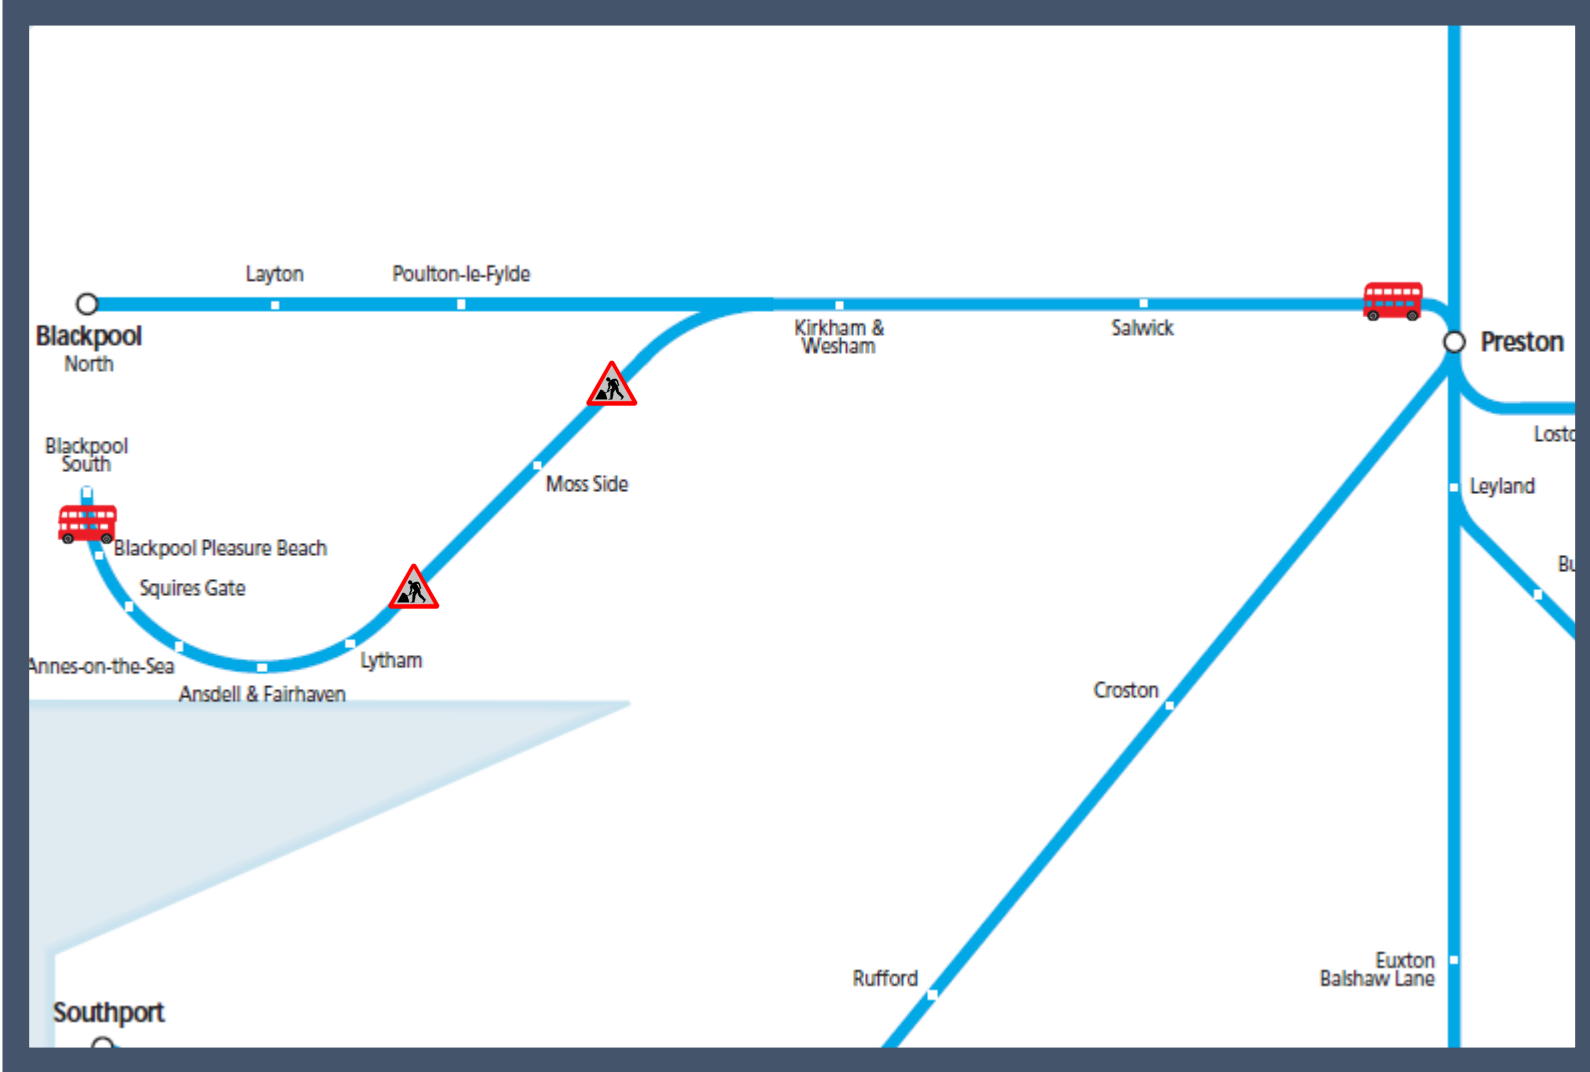 Layton
Poulton-le-Fylde
Blackpool
North
Kirkham &
Wesham
Salwick
Preston
Blackpool
South
Moss Side
Leyland
Blackpool Pleasure Beach
Squires Gate
Annes-on-the-Sea
Lytham
Ansdell & Fairhaven
Croston
Rufford
Euxton
Balshaw Lane
Southport